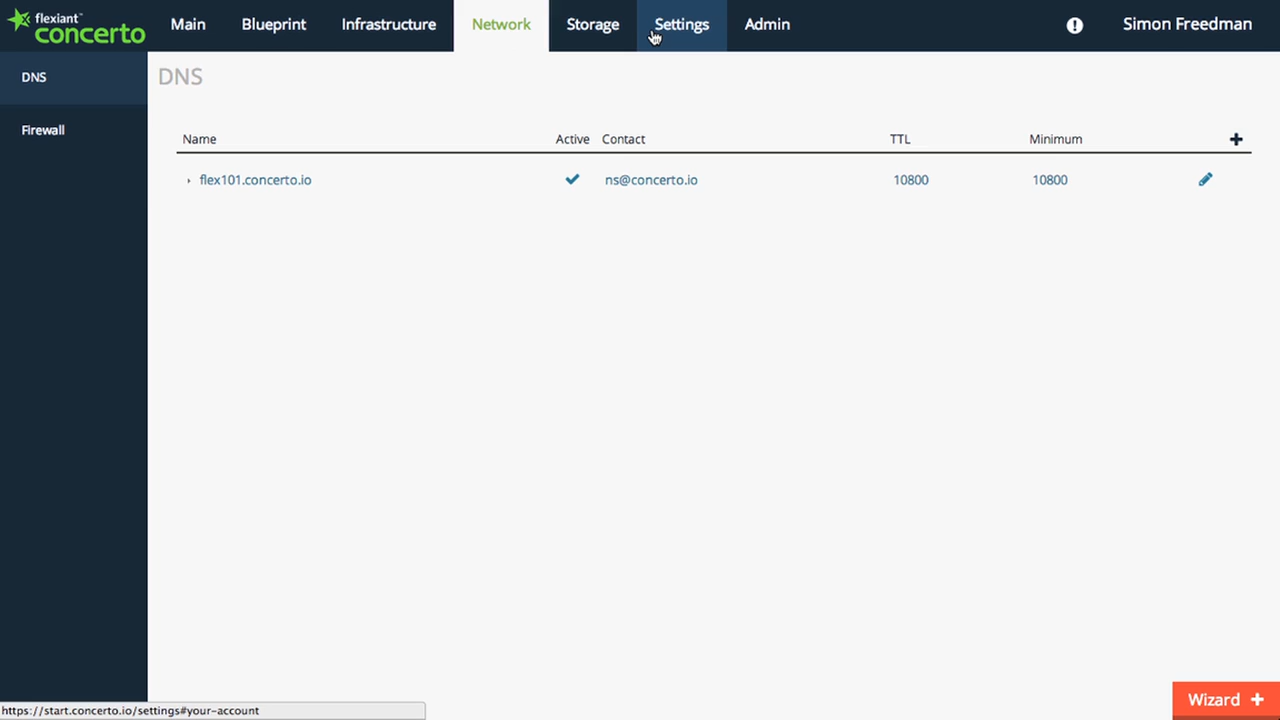 flexiant™
concerto
Main Blueprint Infrastructure Network Storage Settings Admin Simon Freedman
DNS
Firewall
DNS
Name Active Contact TTL Minimum
flex101.concerto.io ns@concerto.io 10800 10800
Wizard +
https://start.concerto.io/settings#your-account